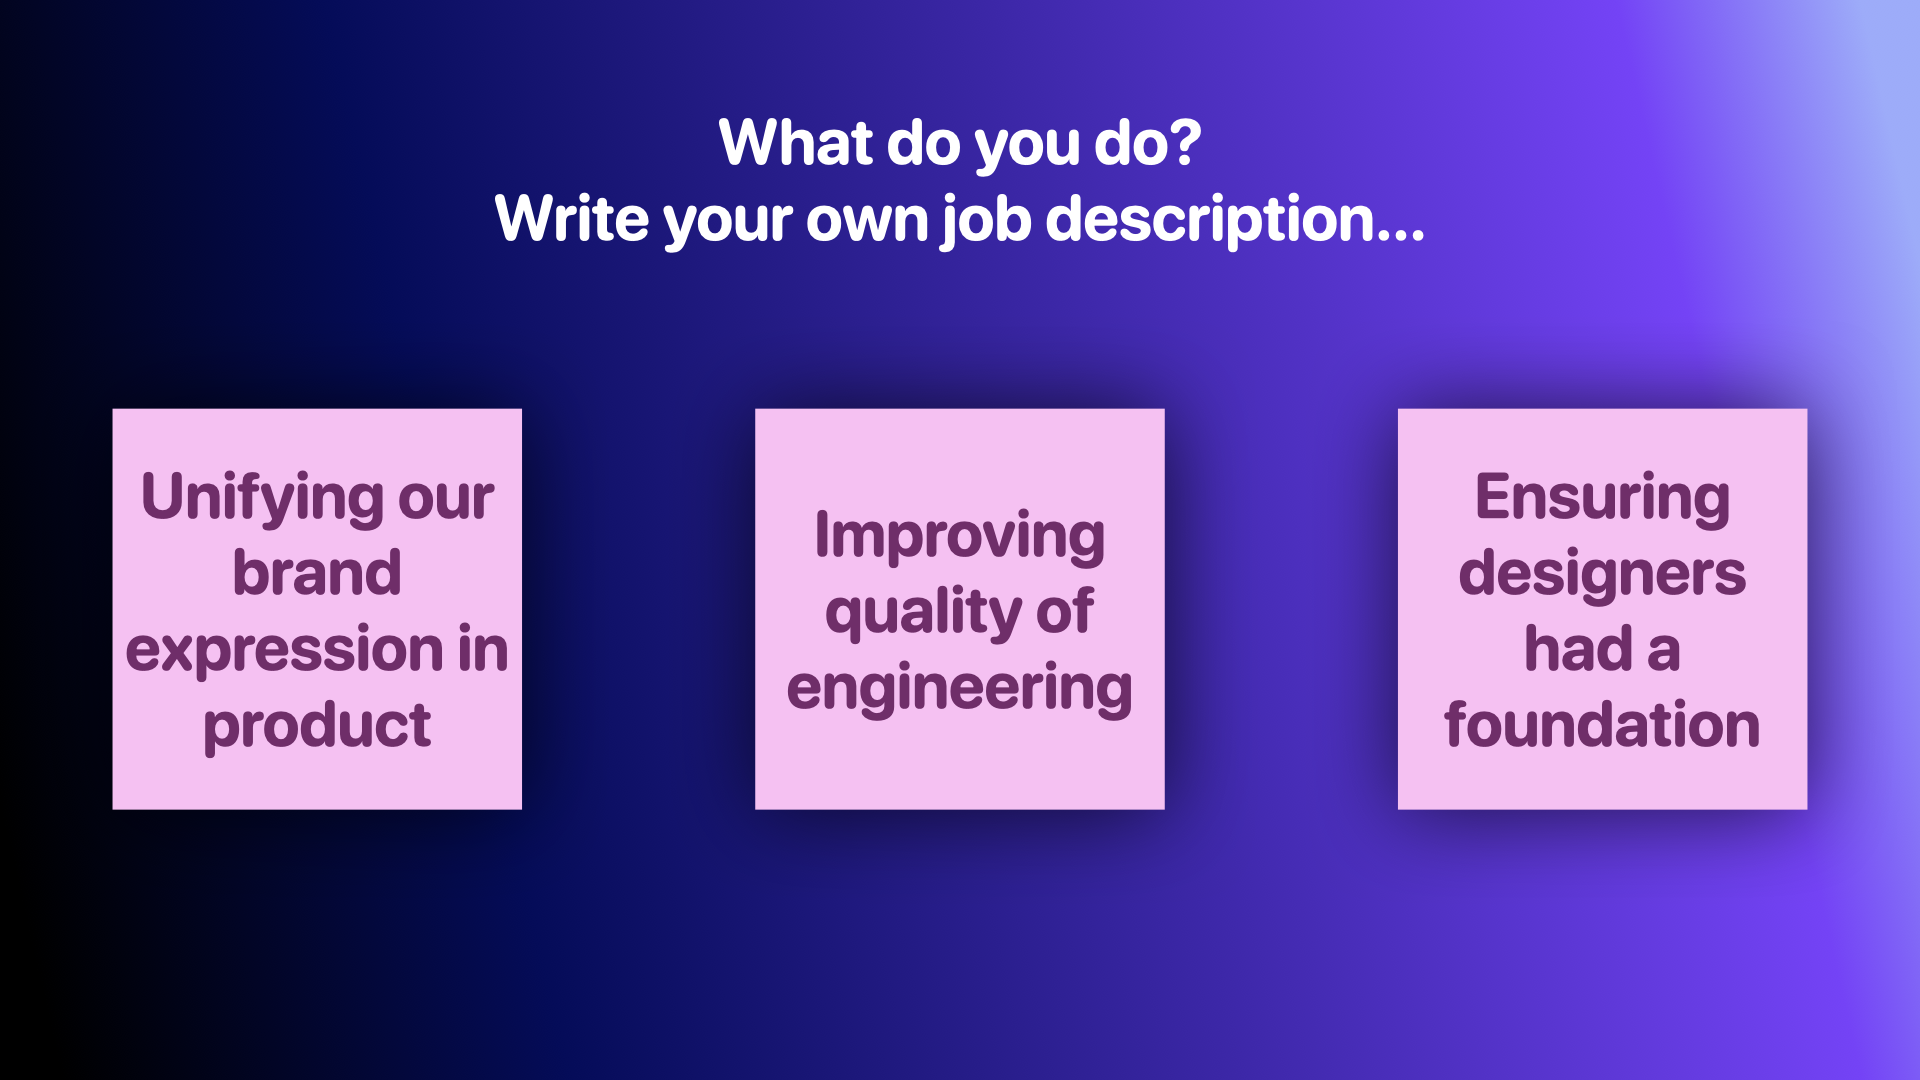 What do you do?
Write your own job description...
Unifying our
brand
expression in
product
Improving
quality of
engineering
Ensuring
designers
had a
foundation